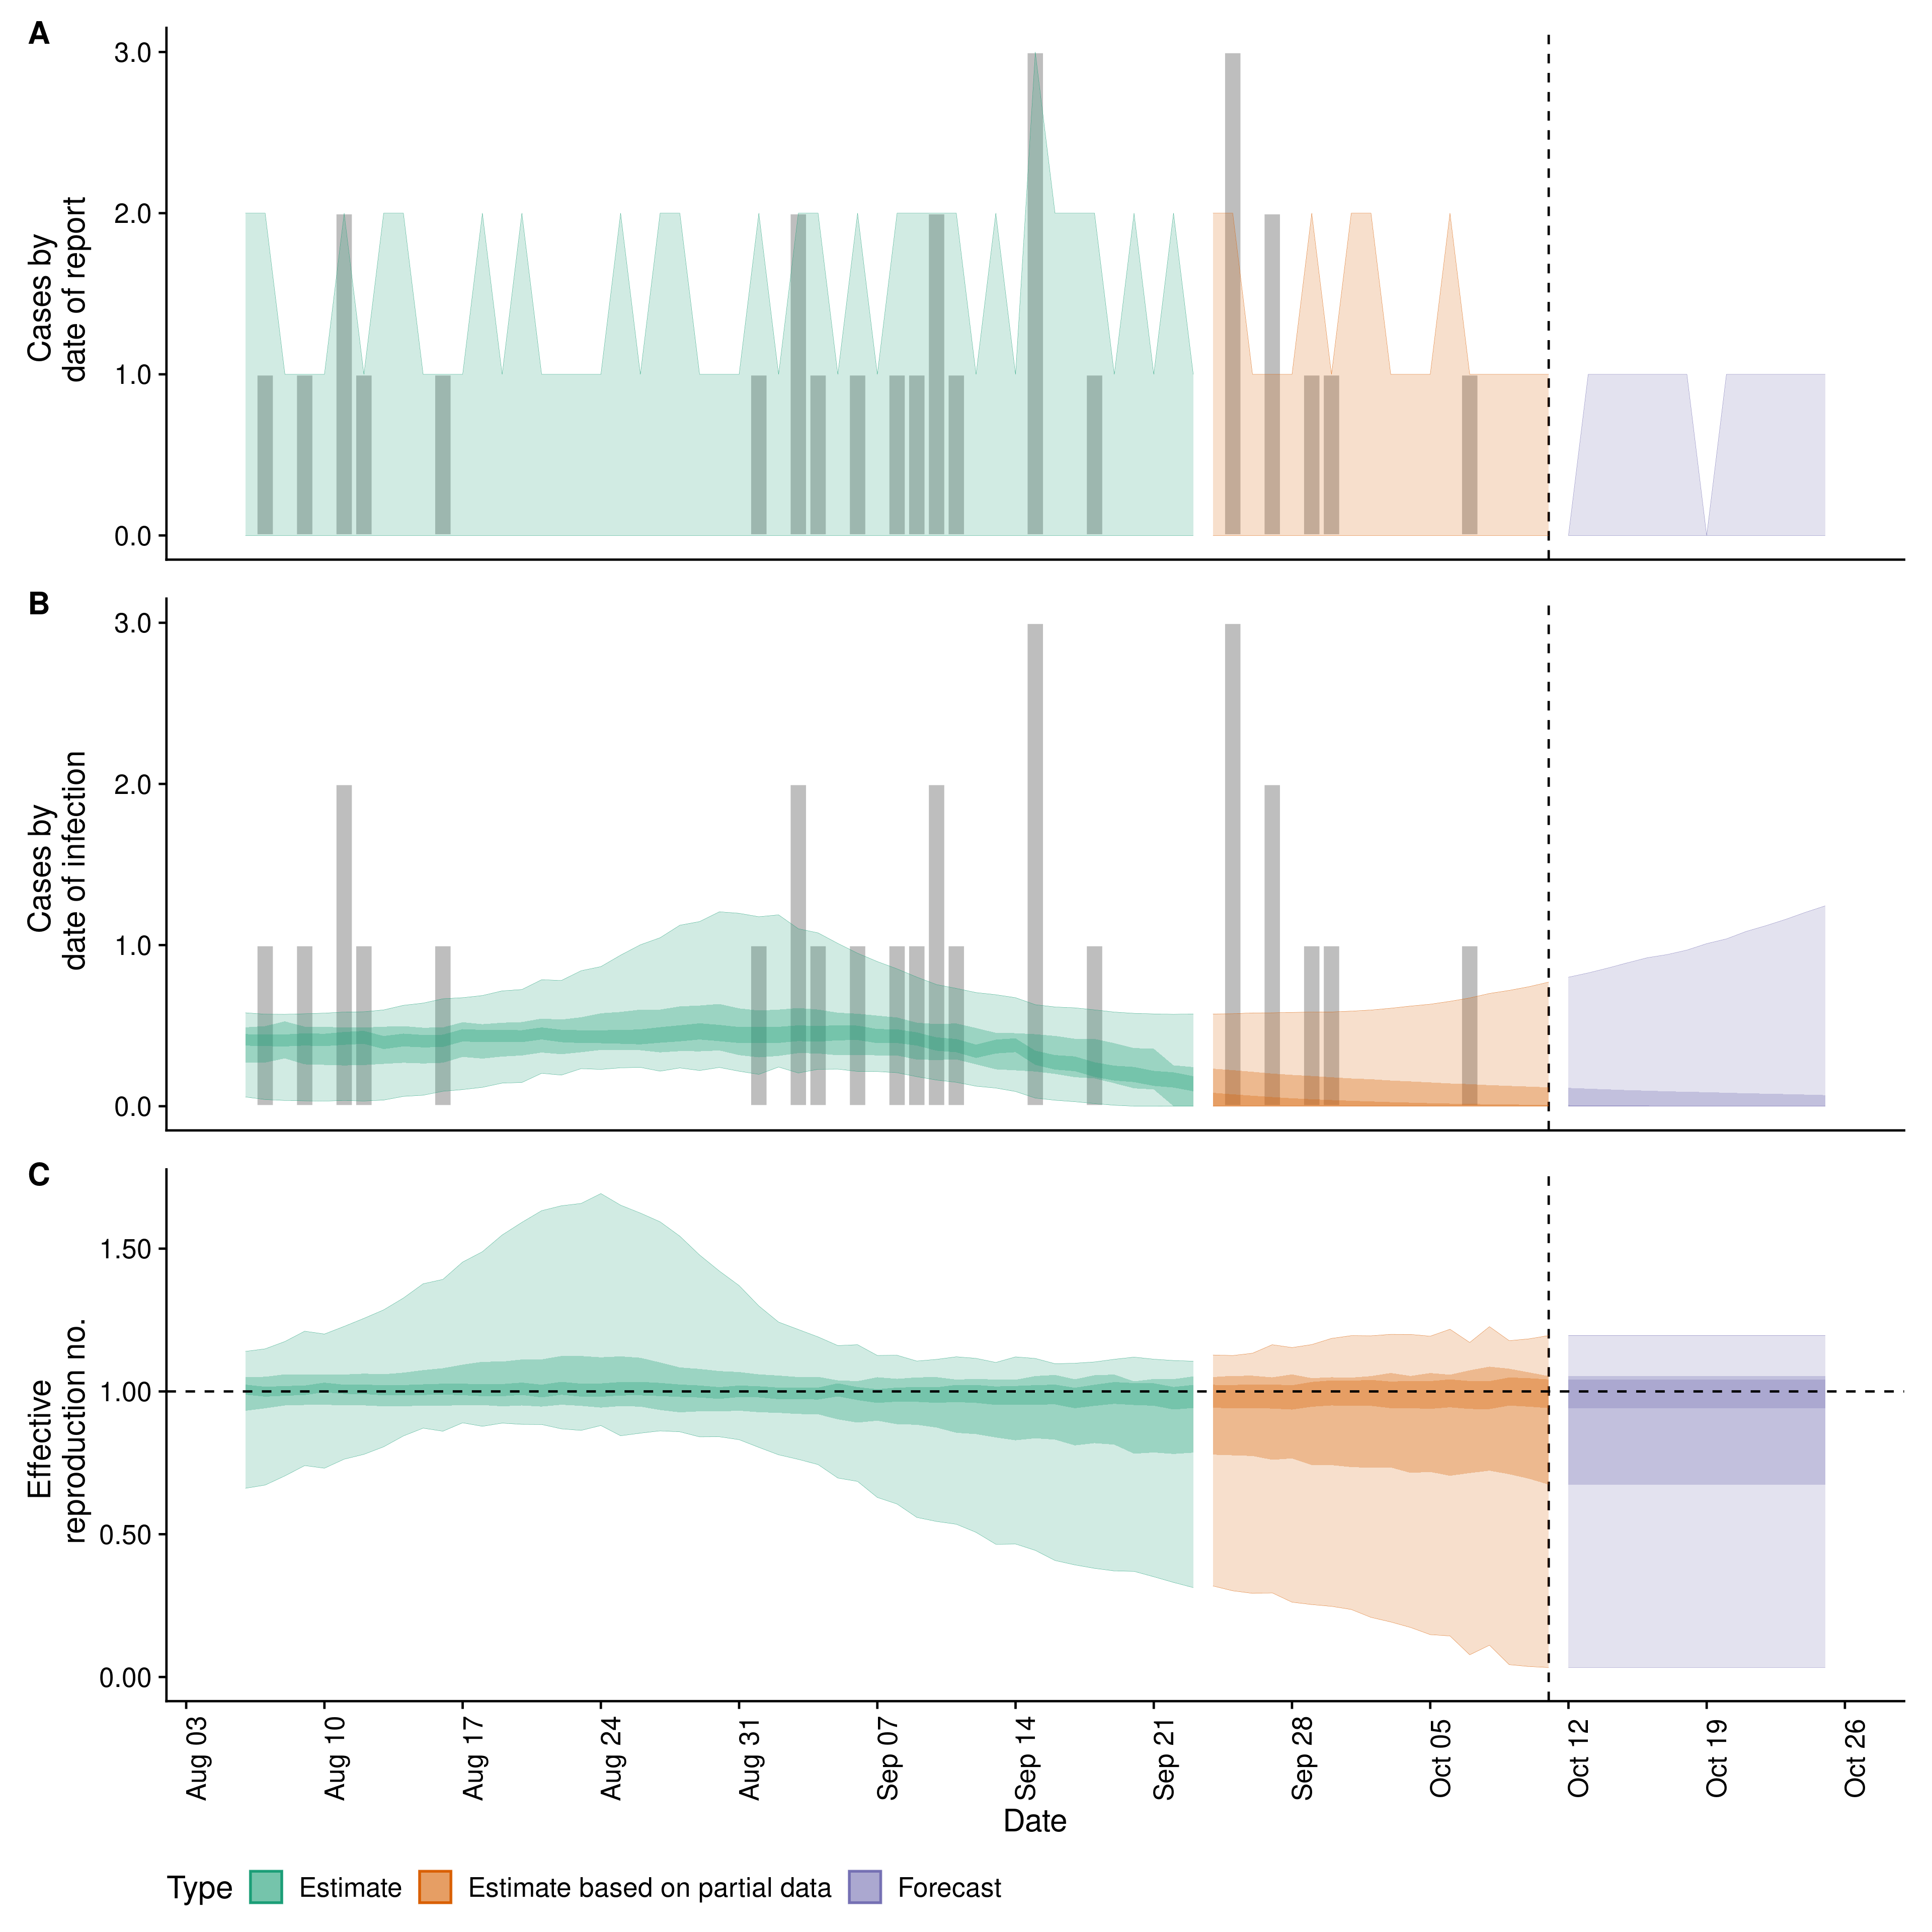 A
Cases by
date of report
3.0
2.0
1.0
0.0
B
Cases by
date of infection
3.0
2.0
1.0
0.0
C
Effective
reproduction no.
1.50
1.00
0.50
0.00
Aug 03
Aug 10
Aug 17
Aug 24
Aug 31
Sep 07
Sep 14
Sep 21
Sep 28
Oct 05
Oct 12
Oct 19
Oct 26
Date
Type Estimate Estimate based on partial data Forecast